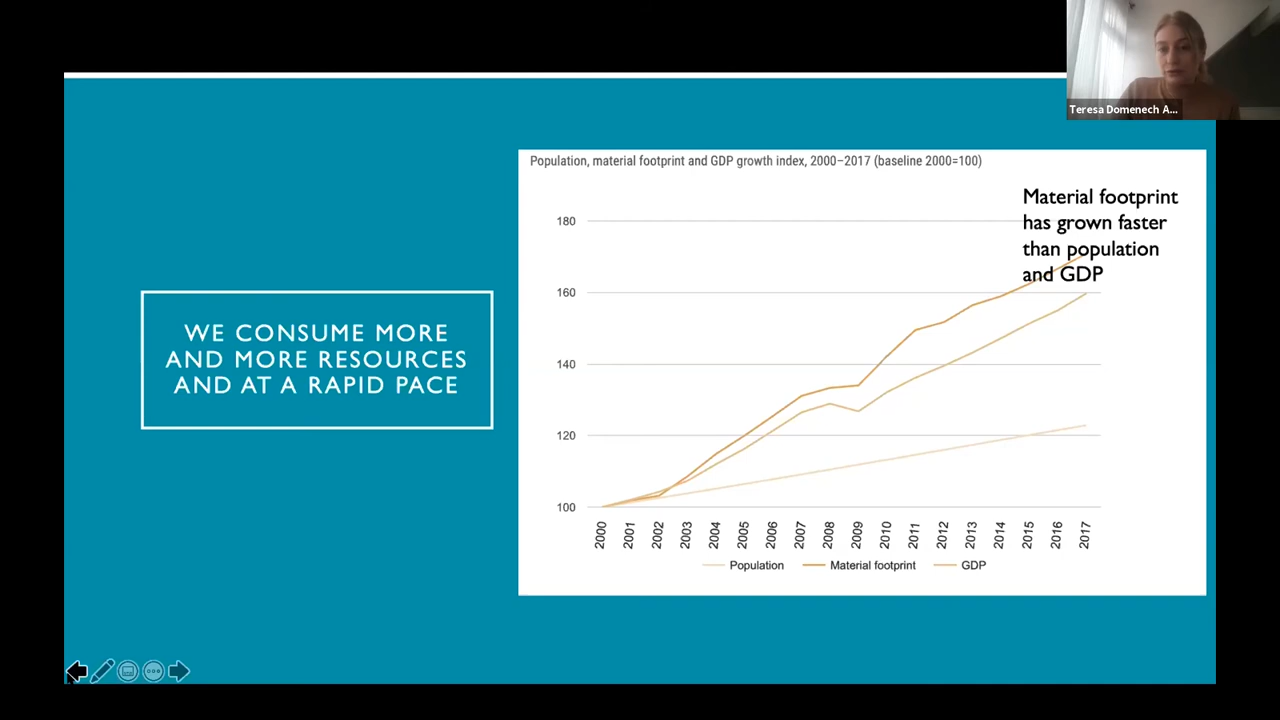 Teresa Domenech A...
WE CONSUME MORE
AND MORE RESOURCES
AND AT A RAPID PACE
Population, material footprint and GDP growth index, 2000–2017 (baseline 2000=100)
Material footprint
has grown faster
than population
and GDP
180
160
140
120
100
2000
2001
2002
2003
2004
2005
2006
2007
2008
2009
2010
2011
2012
2013
2014
2015
2016
2017
Population
Material footprint
GDP